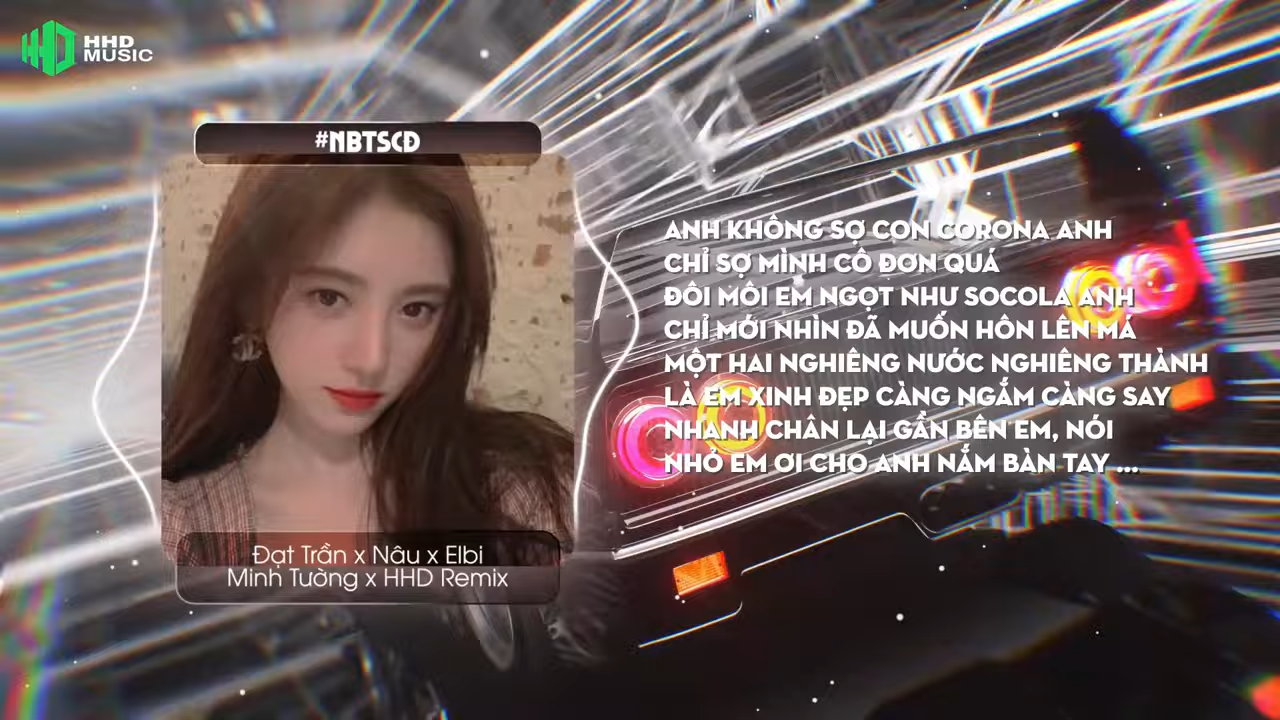 HHD
MUSIC
#NBTSCD
ANH KHÔNG SỢ CON CORONA ANH
CHỈ SỢ MÌNH CÔ ĐƠN QUÁ
ĐÔI MÔI EM NGỌT NHƯ SOCOLA ANH
CHỈ MỚI NHÌN ĐÃ MUỐN HÔN LÊN MÁ
MỘT HAI NGHIÊNG NƯỚC NGHIÊNG THÀNH
LÀ EM XINH ĐẸP CÀNG NGẮM CÀNG SAY
NHANH CHÂN LẠI GẦN BÊN EM, NÓI
NHỎ EM ƠI CHO ANH NẮM BÀN TAY ...
Đạt Trần x Nâu x Elbi
Minh Tường x HHD Remix